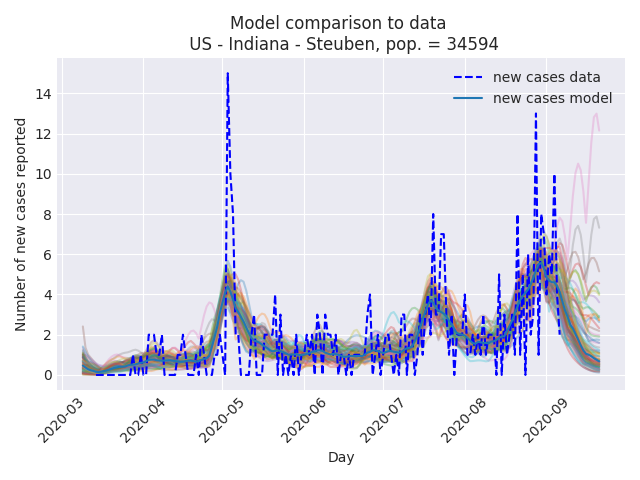 Model comparison to data
US - Indiana - Steuben, pop. = 34594
new cases data
new cases model
Number of new cases reported
14
12
10
8
6
4
2
0
2020-03
2020-04
2020-05
2020-06
2020-07
2020-08
2020-09
Day